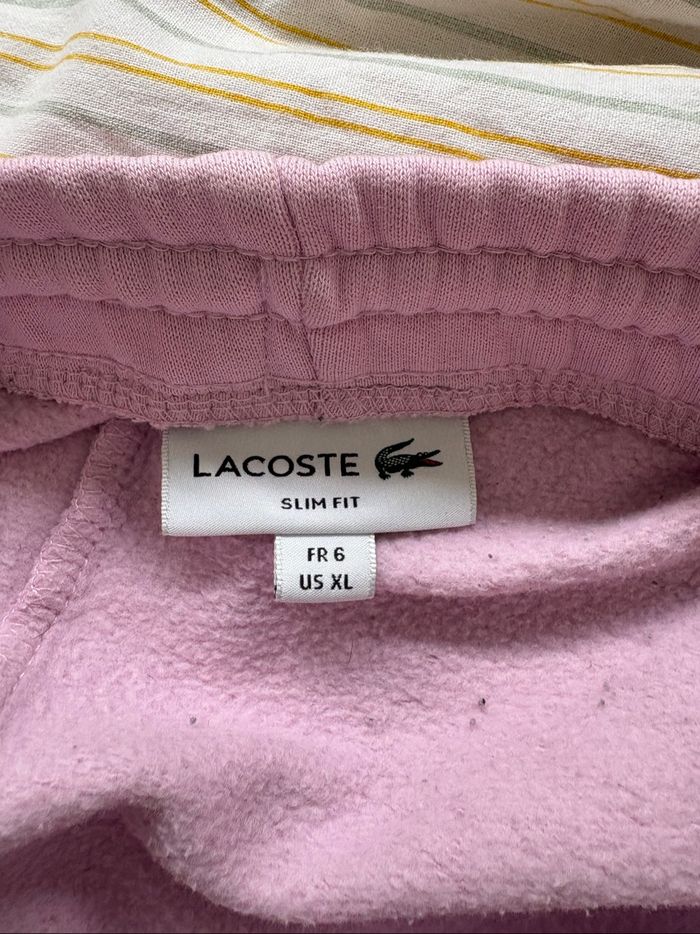 LACOSTE
SLIM FIT
FR 6
US XL